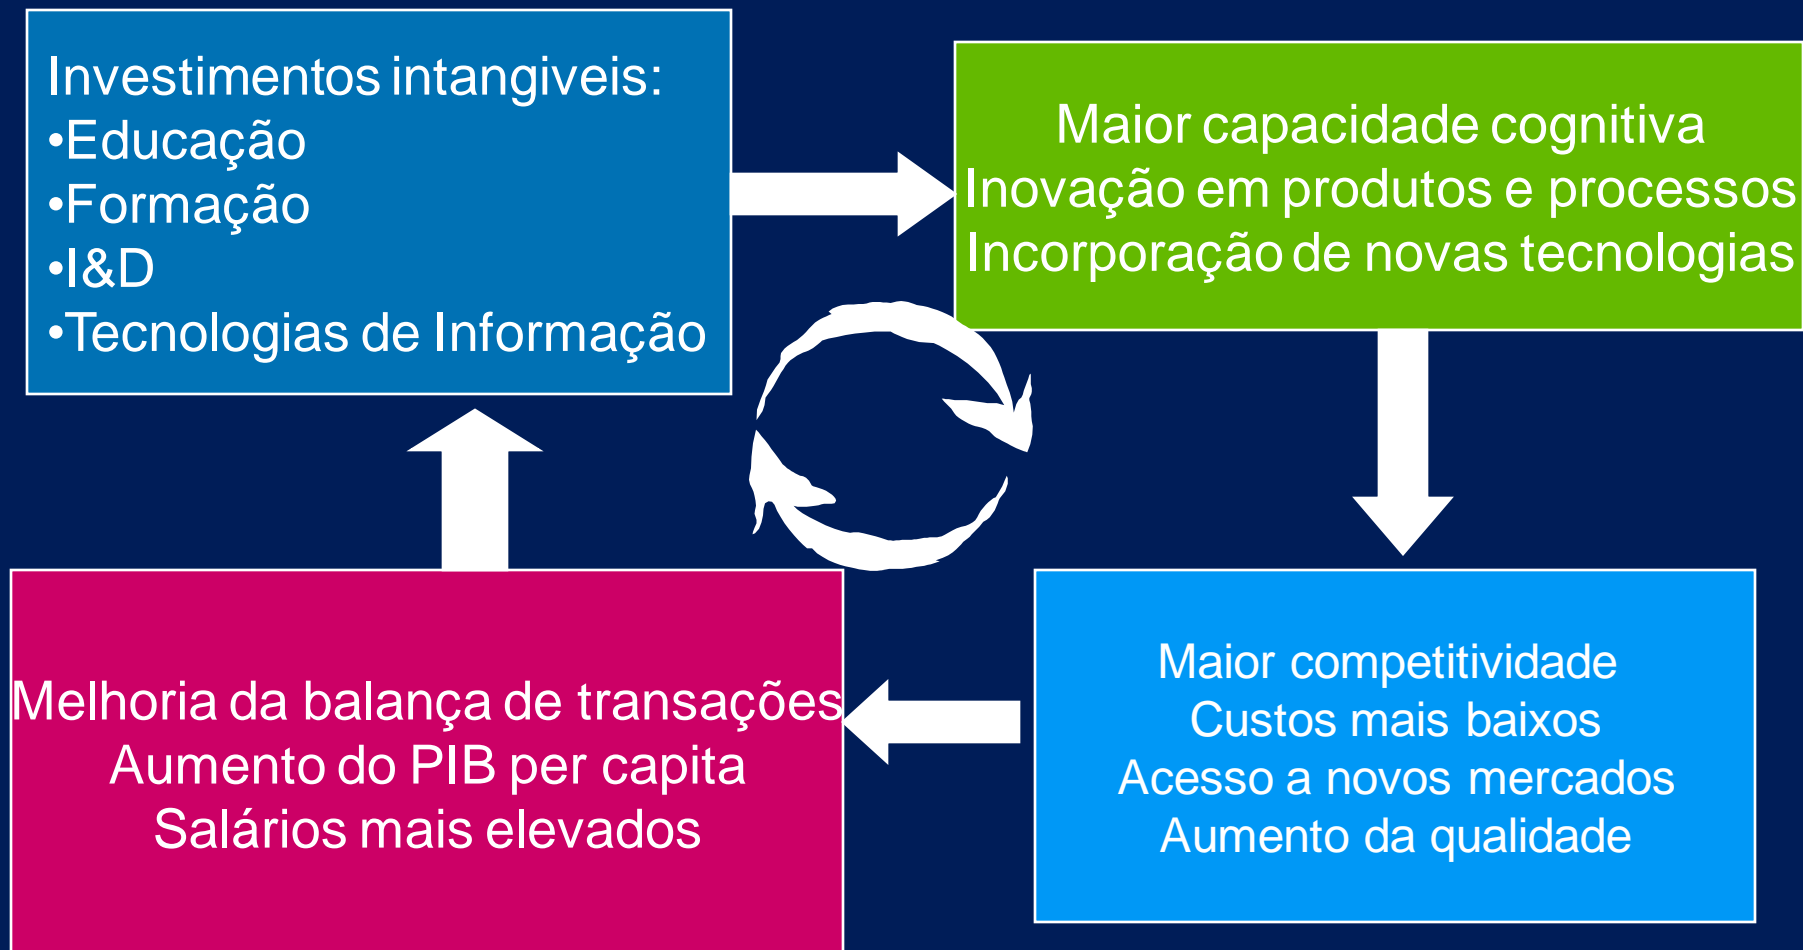 Investimentos intangiveis:
•Educação
•Formação
•I&D
•Tecnologias de Informação
Maior capacidade cognitiva
Inovação em produtos e processos
Incorporação de novas tecnologias
Maior competitividade
Custos mais baixos
Acesso a novos mercados
Aumento da qualidade
Melhoria da balança de transações
Aumento do PIB per capita
Salários mais elevados